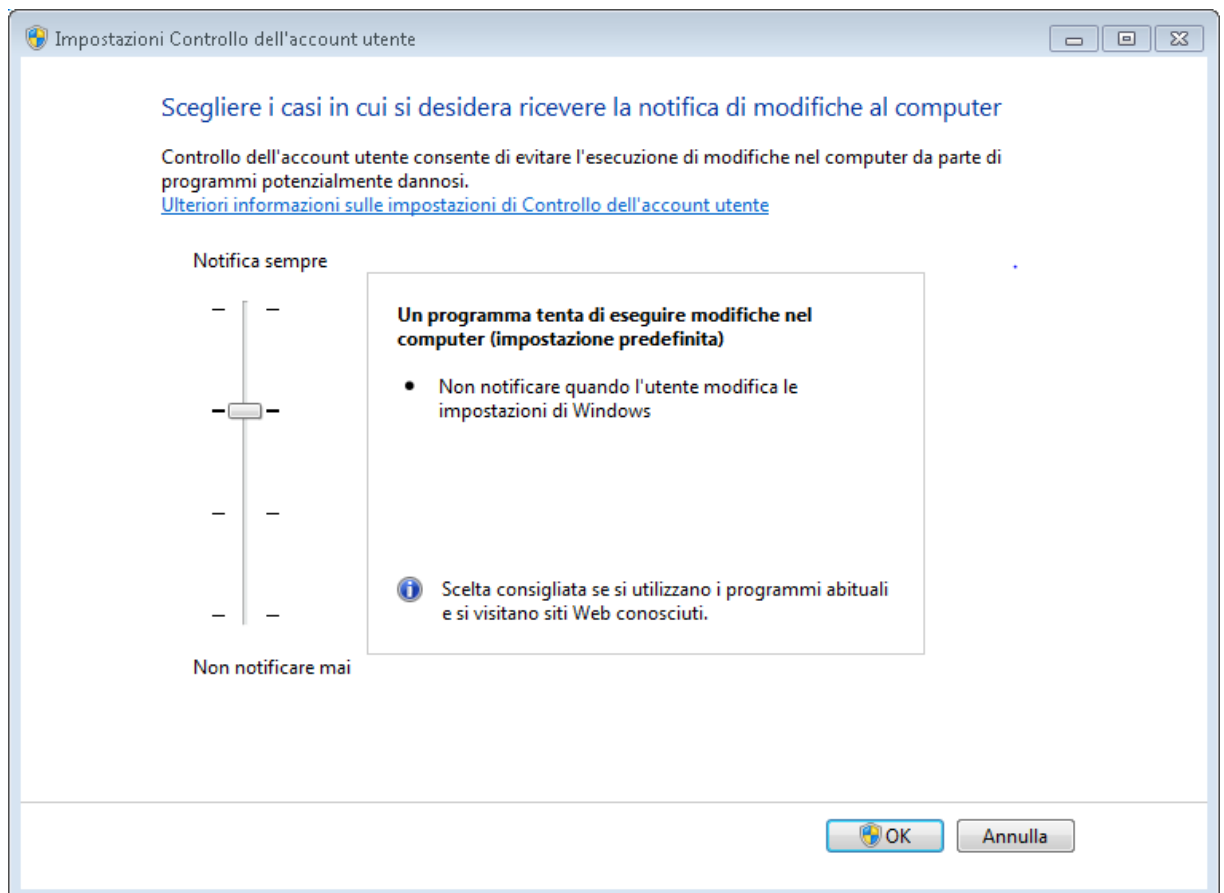 Impostazioni Controllo dell'account utente
Scegliere i casi in cui si desidera ricevere la notifica di modifiche al computer
Controllo dell'account utente consente di evitare l'esecuzione di modifiche nel computer da parte di
programmi potenzialmente dannosi.
Ulteriori informazioni sulle impostazioni di Controllo dell'account utente
Notifica sempre
Un programma tenta di eseguire modifiche nel
computer (impostazione predefinita)
• Non notificare quando l'utente modifica le
impostazioni di Windows
Scelta consigliata se si utilizzano i programmi abituali
e si visitano siti Web conosciuti.
Non notificare mai
OK
Annulla